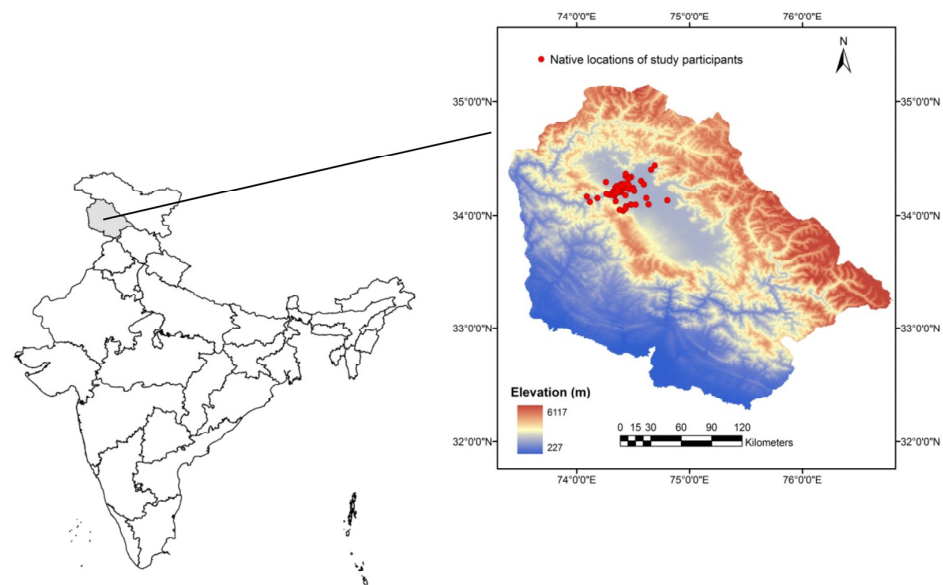 74°0'0"E 75°0'0"E 76°0'0"E
Native locations of study participants
N
35°0'0"N 35°0'0"N
34°0'0"N 34°0'0"N
33°0'0"N 33°0'0"N
Elevation (m)
6117
227
0 15 30 60 90 120
Kilometers
32°0'0"N 32°0'0"N
74°0'0"E 75°0'0"E 76°0'0"E